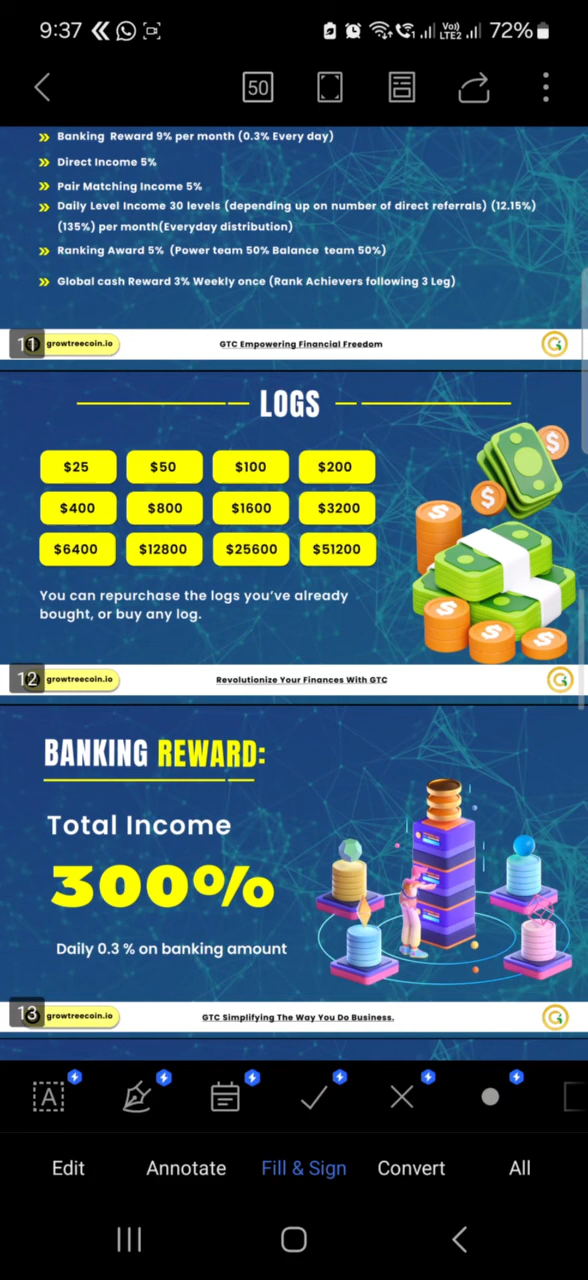 9:37
Vo))
LTE2
72%
50
Banking Reward 9% per month (0.3% Every day)
Direct Income 5%
Pair Matching Income 5%
Daily Level Income 30 levels (depending up on number of direct referrals) (12.15%)
(135%) per month(Everyday distribution)
Ranking Award 5% (Power team 50% Balance team 50%)
Global cash Reward 3% Weekly once (Rank Achievers following 3 Leg)
11
growtreecoin.io
GTC Empowering Financial Freedom
LOGS
$25 $50 $100 $200
$400 $800 $1600 $3200
$6400 $12800 $25600 $51200
You can repurchase the logs you've already
bought, or buy any log.
12
growtreecoin.io
Revolutionize Your Finances With GTC
BANKING REWARD:
Total Income
300%
Daily 0.3 % on banking amount
13
growtreecoin.io
GTC Simplifying The Way You Do Business.
A
Edit Annotate Fill & Sign Convert All